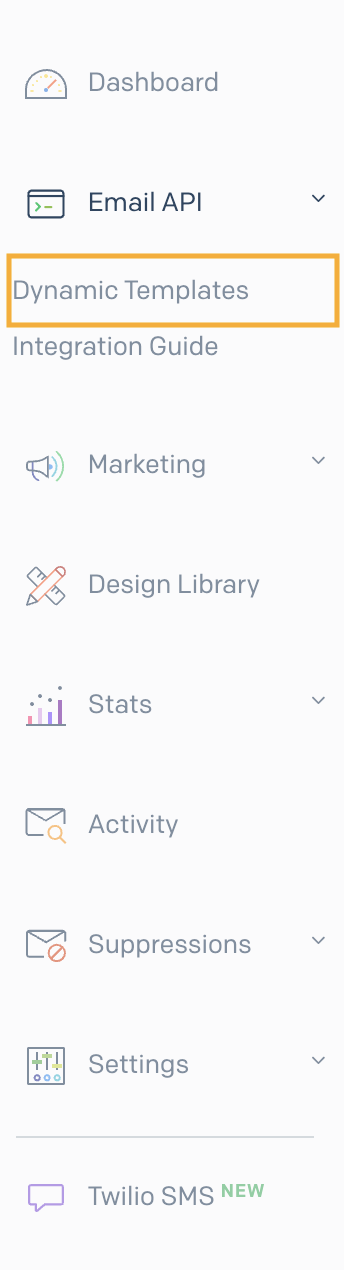 Dashboard
Email API
Dynamic Templates
Integration Guide
Marketing
Design Library
Stats
Activity
Suppressions
Settings
Twilio SMS NEW